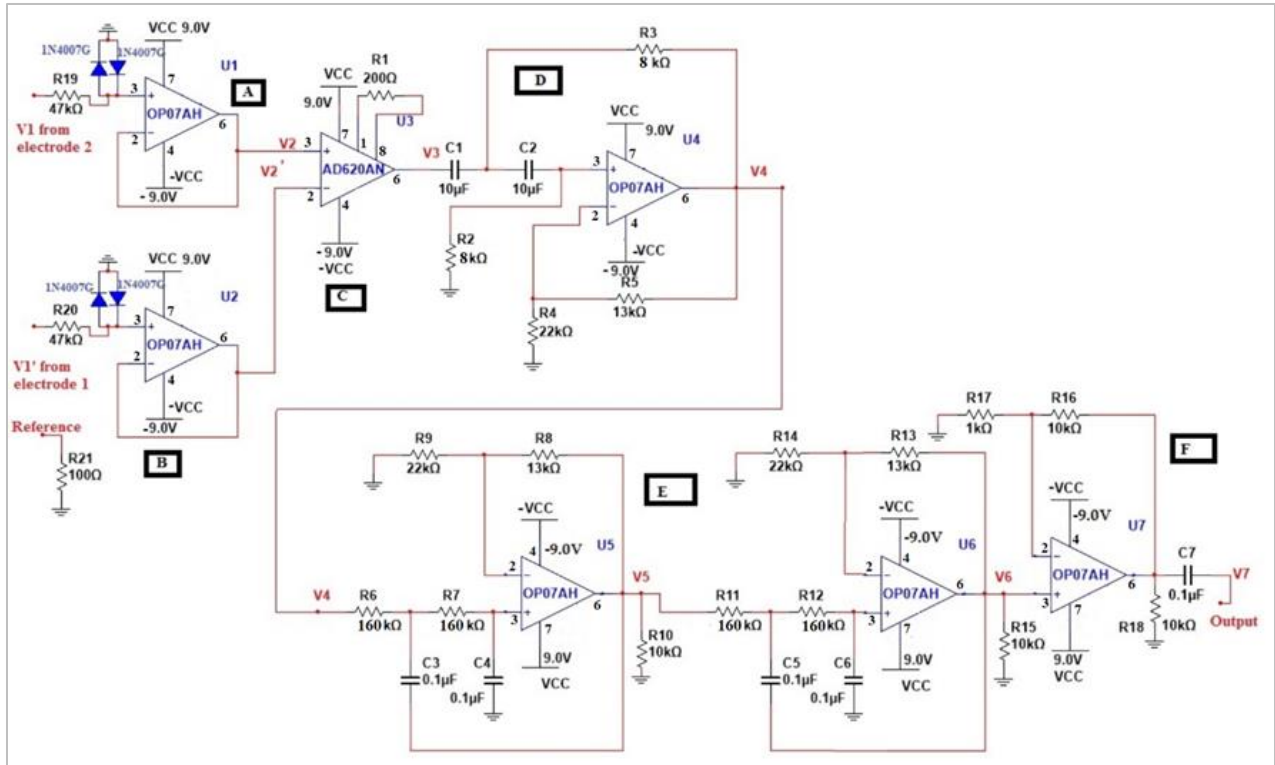 VCC 9.0V
1N4007G
1N4007G
U1
A
R19
47kΩ
7
3
+
OP07AH
6
2
−
4
-VCC
- 9.0V
V1 from
electrode 2
V2
V2'
VCC
9.0V
R1
200Ω
U3
7
1
8
3
+
AD620AN
6
2
−
4
-9.0V
-VCC
C
V3
C1
10µF
C2
10µF
R2
8kΩ
D
R3
8 kΩ
VCC
9.0V
U4
7
3
+
OP07AH
6
2
−
4
-VCC
-9.0V
V4
R5
13kΩ
R4
22kΩ
VCC 9.0V
1N4007G
1N4007G
U2
R20
47kΩ
7
3
+
OP07AH
6
2
−
4
-VCC
-9.0V
V1' from
electrode 1
Reference
R21
100Ω
B
R9
22kΩ
R8
13kΩ
E
-VCC
-9.0V
U5
4
2
−
OP07AH
6
3
+
7
9.0V
VCC
V4
R6
160kΩ
R7
160kΩ
C3
0.1µF
C4
0.1µF
V5
R10
10kΩ
R14
22kΩ
R13
13kΩ
-VCC
-9.0V
U6
4
2
−
OP07AH
6
3
+
7
9.0V
VCC
R11
160kΩ
R12
160kΩ
C5
0.1µF
C6
0.1µF
V6
R15
10kΩ
R17
1kΩ
R16
10kΩ
F
-VCC
-9.0V
U7
4
2
−
OP07AH
6
3
+
7
9.0V
VCC
C7
0.1µF
R18
10kΩ
V7
Output